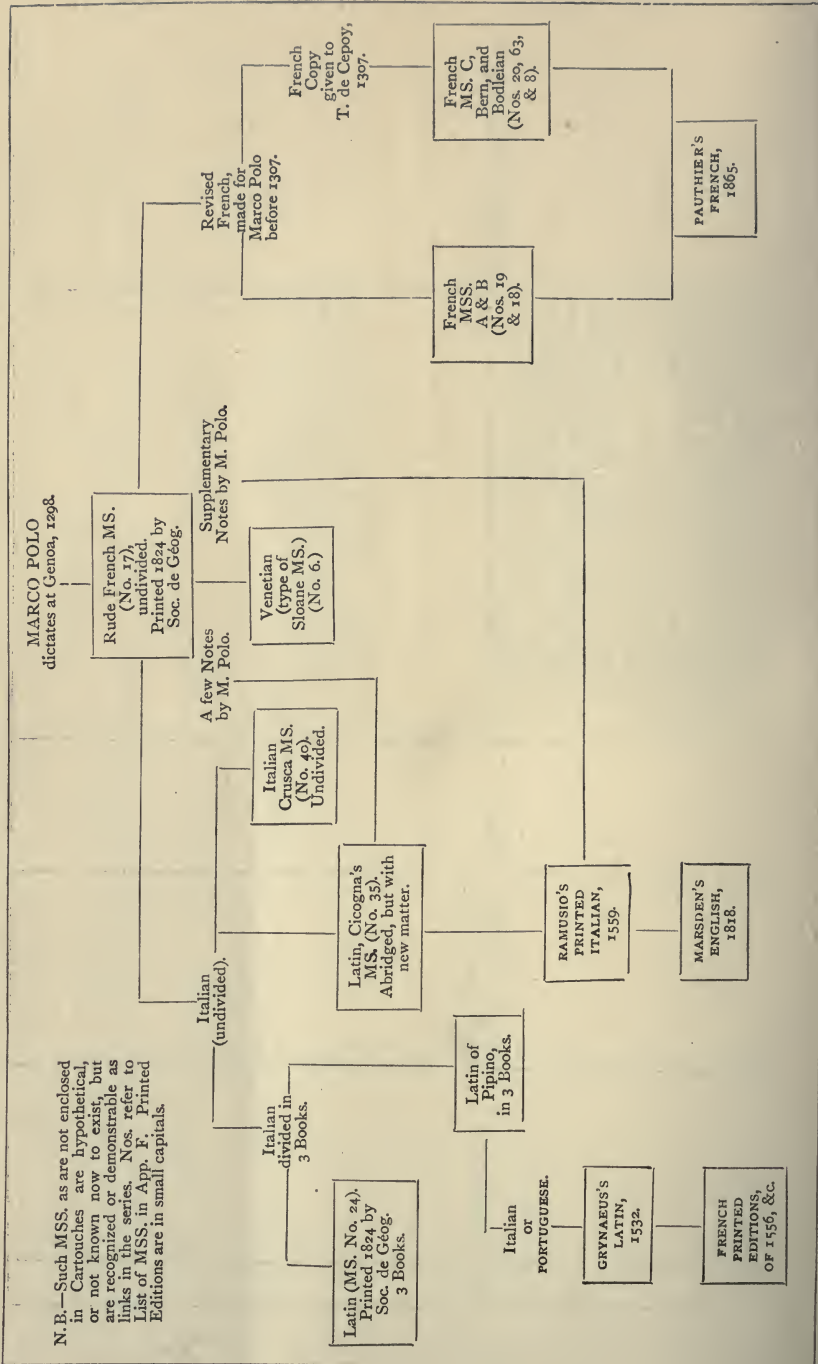 MARCO POLO
dictates at Genoa, 1298.
Rude French MS.
(No. 17),
undivided.
Printed 1824 by
Soc. de Géog.
N.B.—Such MSS. as are not enclosed
in Cartouches are hypothetical,
or not known now to exist, but
are recognized or demonstrable as
links in the series. Nos. refer to
List of MSS. in App. F. Printed
Editions are in small capitals.
Italian
(undivided).
A few Notes
by M. Polo.
Supplementary
Notes by M. Polo.
Revised
French,
made for
Marco Polo
before 1307.
Italian
divided in
3 Books.
Italian
Crusca MS.
(No. 40).
Undivided.
Venetian
(type of
Sloane MS.)
(No. 6.)
French
Copy
given to
T. de Cepoy,
1307.
Latin (MS. No. 24).
Printed 1824 by
Soc. de Géog.
3 Books.
Latin of
Pipino,
in 3 Books.
Latin, Cicogna's
MS. (No. 35).
Abridged, but with
new matter.
French
MSS.
A & B
(Nos. 19
& 18).
French
MS. C,
Bern, and
Bodleian
(Nos. 20, 63,
& 8).
Italian
or
PORTUGUESE.
GRYNAEUS'S
LATIN,
1532.
FRENCH
PRINTED
EDITIONS,
OF 1556, &c.
RAMUSIO'S
PRINTED
ITALIAN,
1559.
MARSDEN'S
ENGLISH,
1818.
PAUTHIER'S
FRENCH,
1865.